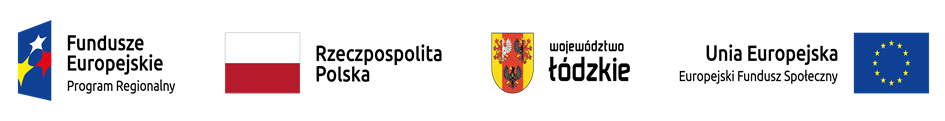 Fundusze
Europejskie
Program Regionalny
Rzeczpospolita
Polska
województwo
łódzkie
Unia Europejska
Europejski Fundusz Społeczny